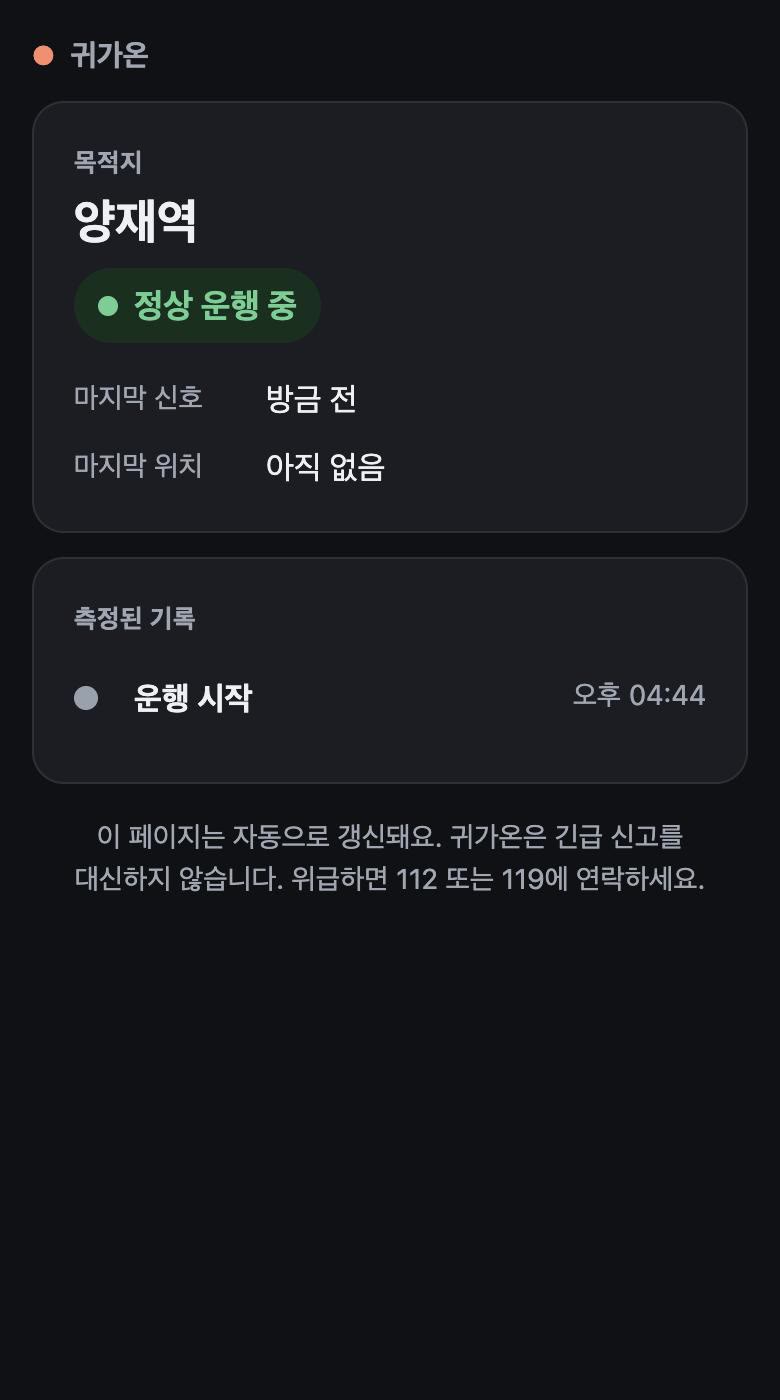 귀가온
목적지
양재역
정상 운행 중
마지막 신호 방금 전
마지막 위치 아직 없음
측정된 기록
운행 시작 오후 04:44
이 페이지는 자동으로 갱신돼요. 귀가온은 긴급 신고를
대신하지 않습니다. 위급하면 112 또는 119에 연락하세요.